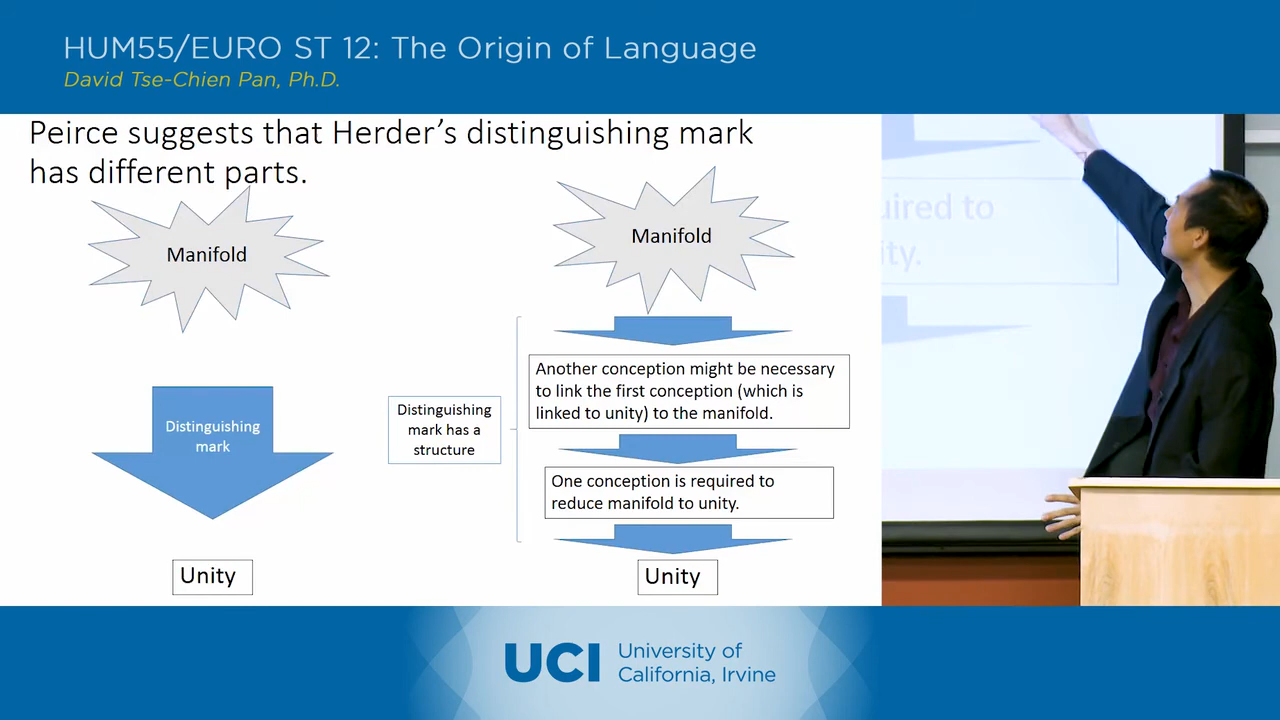 HUM55/EURO ST 12: The Origin of Language
David Tse-Chien Pan, Ph.D.
Peirce suggests that Herder's distinguishing mark
has different parts.
Manifold
Distinguishing
mark
Unity
Manifold
Distinguishing
mark has a
structure
Another conception might be necessary
to link the first conception (which is
linked to unity) to the manifold.
One conception is required to
reduce manifold to unity.
Unity
uired to
ity.
UCI
University of
California, Irvine